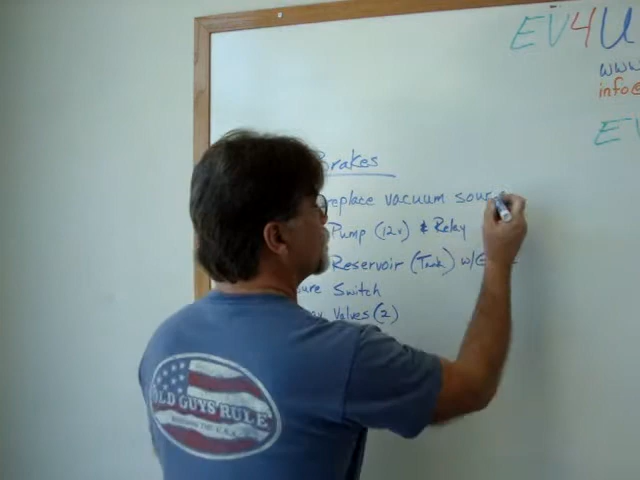 EV4U
www
info@
EV
Brakes
replace vacuum sour
Pump (12v) & Relay
Reservoir (Tank) w/
Switch
Valves (2)
OLD GUYS RULE